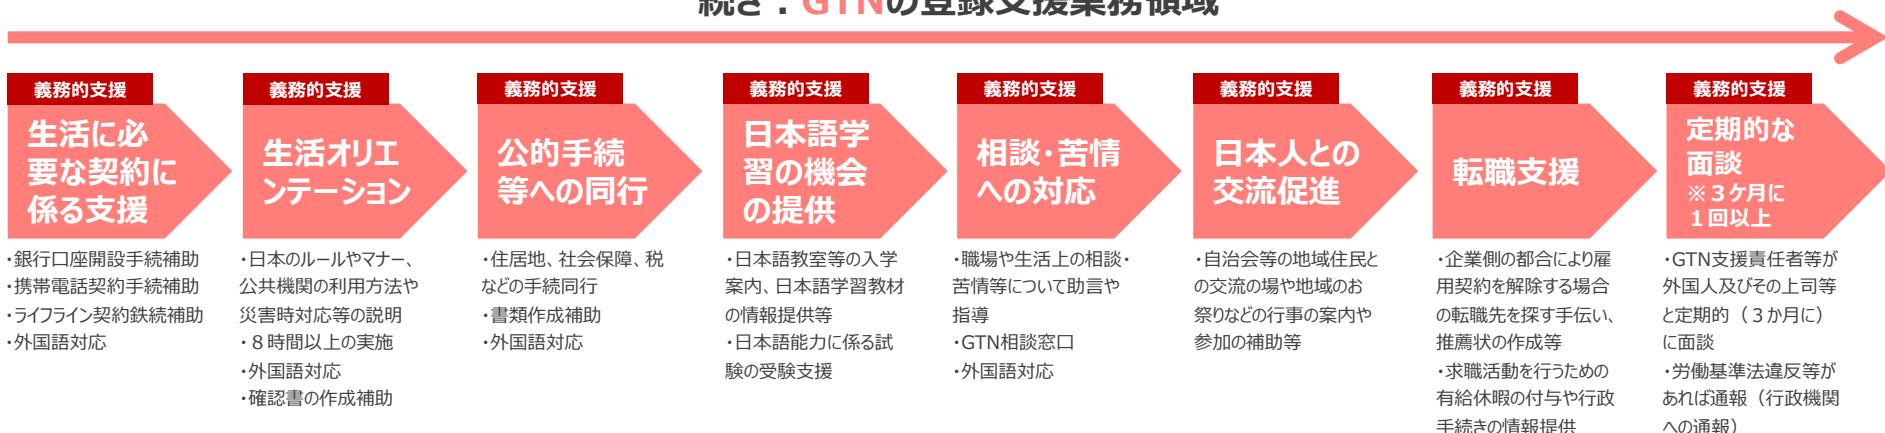 続き：GTNの登録支援業務領域
義務的支援
生活に必
要な契約に
係る支援
・銀行口座開設手続補助
・携帯電話契約手続補助
・ライフライン契約鉄続補助
・外国語対応
義務的支援
生活オリエ
ンテーション
・日本のルールやマナー、
公共機関の利用方法や
災害時対応等の説明
・８時間以上の実施
・外国語対応
・確認書の作成補助
義務的支援
公的手続
等への同行
・住居地、社会保障、税
などの手続同行
・書類作成補助
・外国語対応
義務的支援
日本語学
習の機会
の提供
・日本語教室等の入学
案内、日本語学習教材
の情報提供等
・日本語能力に係る試
験の受験支援
義務的支援
相談・苦情
への対応
・職場や生活上の相談・
苦情等について助言や
指導
・GTN相談窓口
・外国語対応
義務的支援
日本人との
交流促進
・自治会等の地域住民と
の交流の場や地域のお
祭りなどの行事の案内や
参加の補助等
義務的支援
転職支援
・企業側の都合により雇
用契約を解除する場合
の転職先を探す手伝い、
推薦状の作成等
・求職活動を行うための
有給休暇の付与や行政
手続きの情報提供
義務的支援
定期的な
面談
※３ケ月に
１回以上
・GTN支援責任者等が
外国人及びその上司等
と定期的（３か月に）
に面談
・労働基準法違反等が
あれば通報（行政機関
への通報）